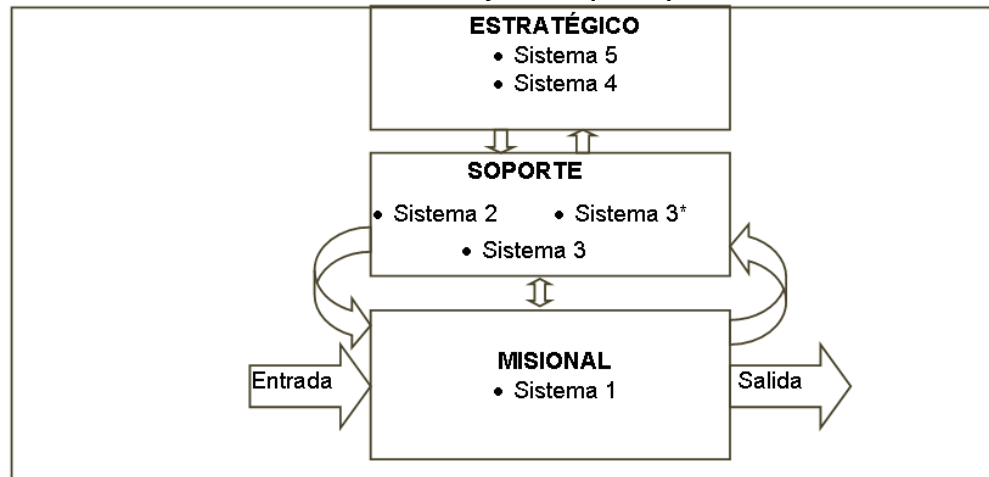 ESTRATÉGICO
• Sistema 5
• Sistema 4
SOPORTE
• Sistema 2 • Sistema 3*
• Sistema 3
MISIONAL
Entrada
• Sistema 1
Salida